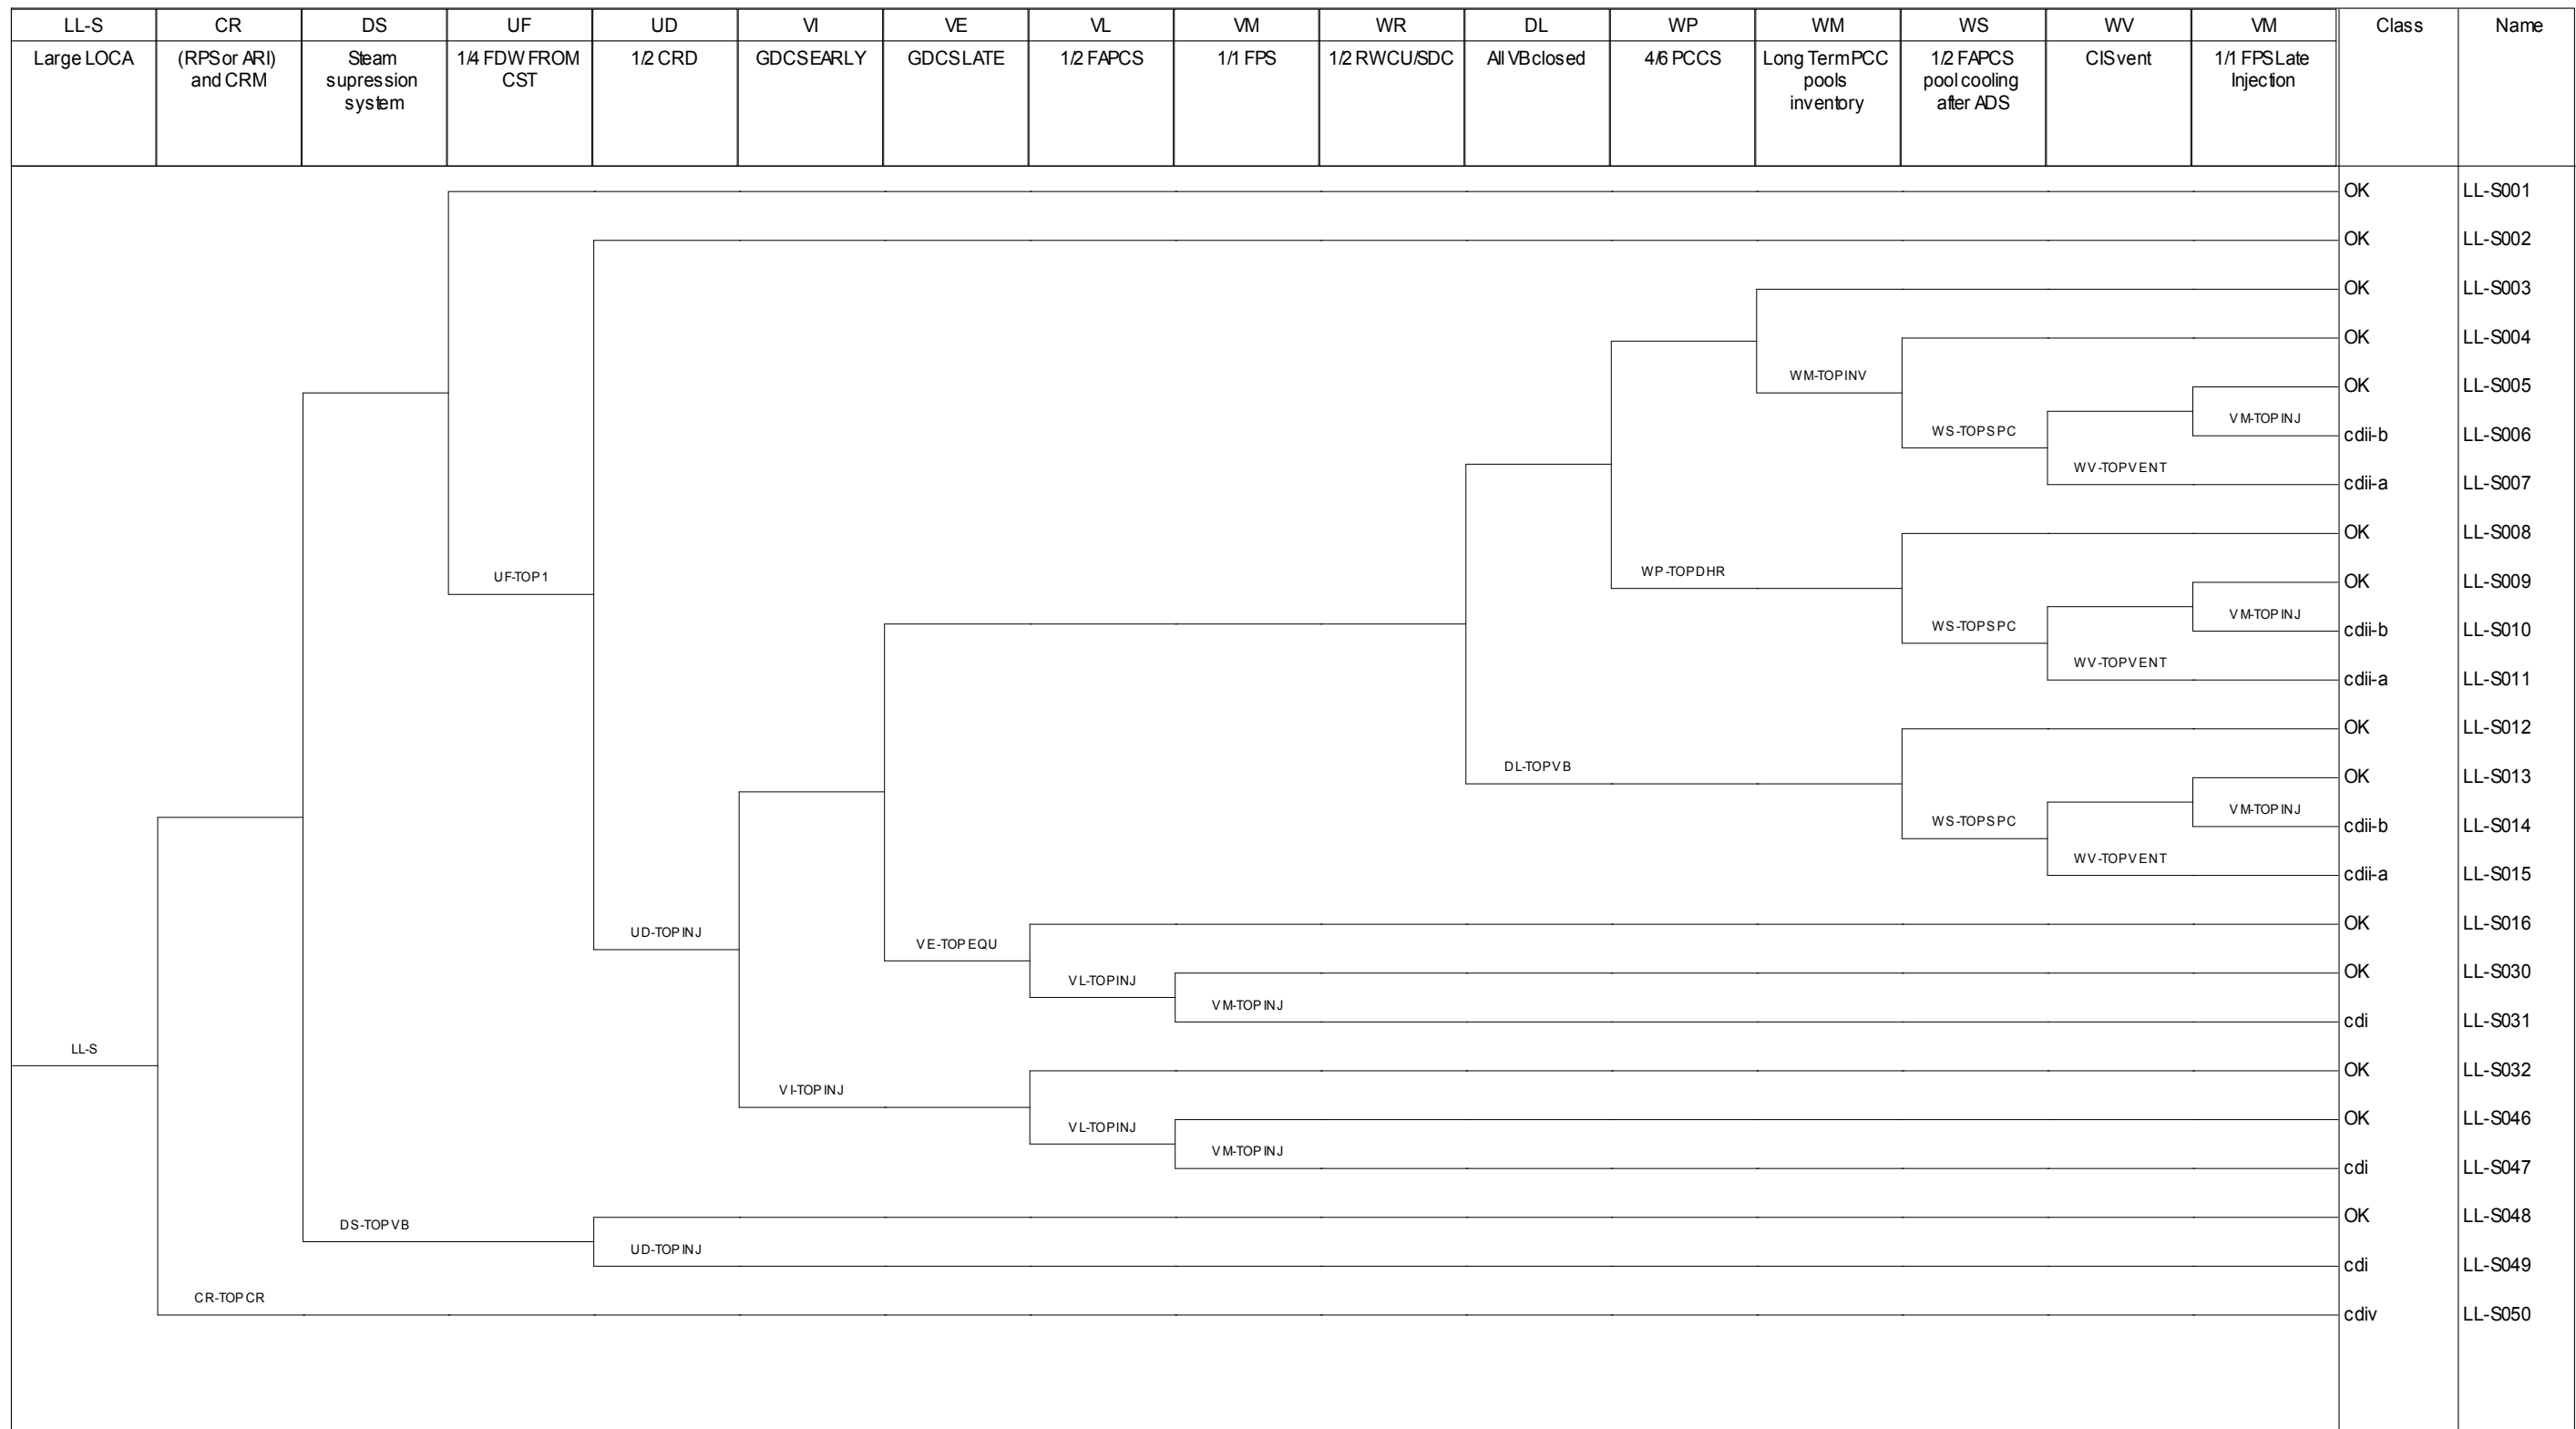 LL-S CR DS UF UD VI VE VL VM WR DL WP WM WS WV VM Class Name
Large LOCA (RPS or ARI) Steam 1/4 FDW FROM 1/2 CRD GDCS EARLY GDCS LATE 1/2 FAPCS 1/1 FPS 1/2 RWCU/SDC All VB closed 4/6 PCCS Long Term PCC 1/2 FAPCS CIS vent 1/1 FPS Late
and CRM supression CST pools pool cooling Injection
system inventory after ADS
OK LL-S001
OK LL-S002
OK LL-S003
OK LL-S004
WM-TOPINV
OK LL-S005
VM-TOPINJ
WS-TOPSPC cdii-b LL-S006
WV-TOPVENT
cdii-a LL-S007
OK LL-S008
UF-TOP1 WP-TOPDHR OK LL-S009
VM-TOPINJ
WS-TOPSPC cdii-b LL-S010
WV-TOPVENT
cdii-a LL-S011
OK LL-S012
DL-TOPVB OK LL-S013
VM-TOPINJ
WS-TOPSPC cdii-b LL-S014
WV-TOPVENT
cdii-a LL-S015
OK LL-S016
UD-TOPINJ VE-TOPEQU
OK LL-S030
VL-TOPINJ
VM-TOPINJ
cdi LL-S031
LL-S
OK LL-S032
VI-TOPINJ
OK LL-S046
VL-TOPINJ
VM-TOPINJ
cdi LL-S047
DS-TOPVB OK LL-S048
UD-TOPINJ cdi LL-S049
CR-TOPCR
cdiv LL-S050